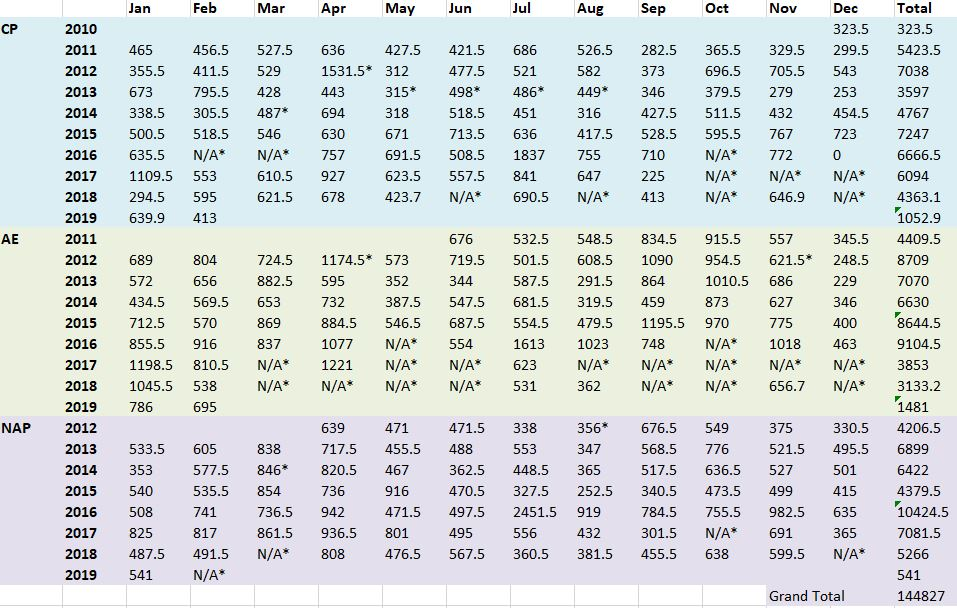 Jan Feb Mar Apr May Jun Jul Aug Sep Oct Nov Dec Total
CP 2010 323.5 323.5
2011 465 456.5 527.5 636 427.5 421.5 686 526.5 282.5 365.5 329.5 299.5 5423.5
2012 355.5 411.5 529 1531.5* 312 477.5 521 582 373 696.5 705.5 543 7038
2013 673 795.5 428 443 315* 498* 486* 449* 346 379.5 279 253 3597
2014 338.5 305.5 487* 694 318 518.5 451 316 427.5 511.5 432 454.5 4767
2015 500.5 518.5 546 630 671 713.5 636 417.5 528.5 595.5 767 723 7247
2016 635.5 N/A* N/A* 757 691.5 508.5 1837 755 710 N/A* 772 0 6666.5
2017 1109.5 553 610.5 927 623.5 557.5 841 647 225 N/A* N/A* N/A* 6094
2018 294.5 595 621.5 678 423.7 N/A* 690.5 N/A* 413 N/A* 646.9 N/A* 4363.1
2019 639.9 413 1052.9
AE 2011 676 532.5 548.5 834.5 915.5 557 345.5 4409.5
2012 689 804 724.5 1174.5* 573 719.5 501.5 608.5 1090 954.5 621.5* 248.5 8709
2013 572 656 882.5 595 352 344 587.5 291.5 864 1010.5 686 229 7070
2014 434.5 569.5 653 732 387.5 547.5 681.5 319.5 459 873 627 346 6630
2015 712.5 570 869 884.5 546.5 687.5 554.5 479.5 1195.5 970 775 400 8644.5
2016 855.5 916 837 1077 N/A* 554 1613 1023 748 N/A* 1018 463 9104.5
2017 1198.5 810.5 N/A* 1221 N/A* N/A* 623 N/A* N/A* N/A* N/A* N/A* 3853
2018 1045.5 538 N/A* N/A* N/A* N/A* 531 362 N/A* N/A* 656.7 N/A* 3133.2
2019 786 695 1481
NAP 2012 639 471 471.5 338 356* 676.5 549 375 330.5 4206.5
2013 533.5 605 838 717.5 455.5 488 553 347 568.5 776 521.5 495.5 6899
2014 353 577.5 846* 820.5 467 362.5 448.5 365 517.5 636.5 527 501 6422
2015 540 535.5 854 736 916 470.5 327.5 252.5 340.5 473.5 499 415 4379.5
2016 508 741 736.5 942 471.5 497.5 2451.5 919 784.5 755.5 982.5 635 10424.5
2017 825 817 861.5 936.5 801 495 556 432 301.5 N/A* 691 365 7081.5
2018 487.5 491.5 N/A* 808 476.5 567.5 360.5 381.5 455.5 638 599.5 N/A* 5266
2019 541 N/A* 541
Grand Total 144827